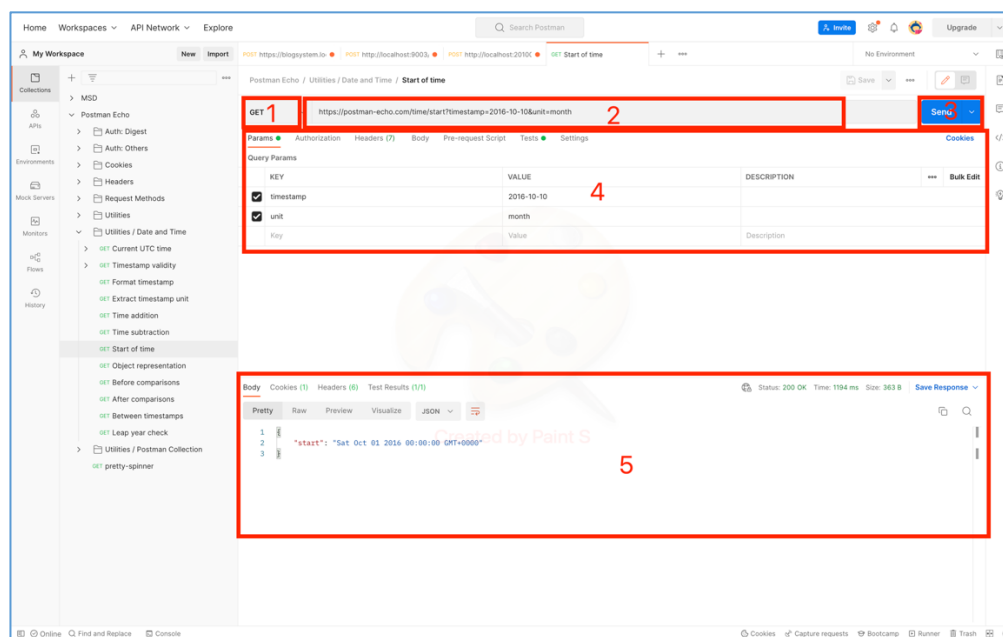 Home Workspaces API Network Explore Search Postman Invite Upgrade
My Workspace New Import POST https://blogsystem.io- POST http://localhost:9003/ POST http://localhost:2010( GET Start of time + No Environment
Collections
APIs
Environments
Mock Servers
Monitors
Flows
History
MSD
Postman Echo
Auth: Digest
Auth: Others
Cookies
Headers
Request Methods
Utilities
Utilities / Date and Time
GET Current UTC time
GET Timestamp validity
GET Format timestamp
GET Extract timestamp unit
GET Time addition
GET Time subtraction
GET Start of time
GET Object representation
GET Before comparisons
GET After comparisons
GET Between timestamps
GET Leap year check
Utilities / Postman Collection
GET pretty-spinner
Postman Echo / Utilities / Date and Time / Start of time Save
GET 1 https://postman-echo.com/time/start?timestamp=2016-10-10&unit=month 2 Send 3
Params Authorization Headers (7) Body Pre-request Script Tests Settings Cookies
Query Params
KEY VALUE DESCRIPTION Bulk Edit
timestamp 2016-10-10
4
unit month
Key Value Description
Body Cookies (1) Headers (6) Test Results (1/1) Status: 200 OK Time: 1194 ms Size: 363 B Save Response
Pretty Raw Preview Visualize JSON
1 {
2 "start": "Sat Oct 01 2016 00:00:00 GMT+0000"
3 }
Created by Paint S
5
Online Find and Replace Console Cookies Capture requests Bootcamp Runner Trash